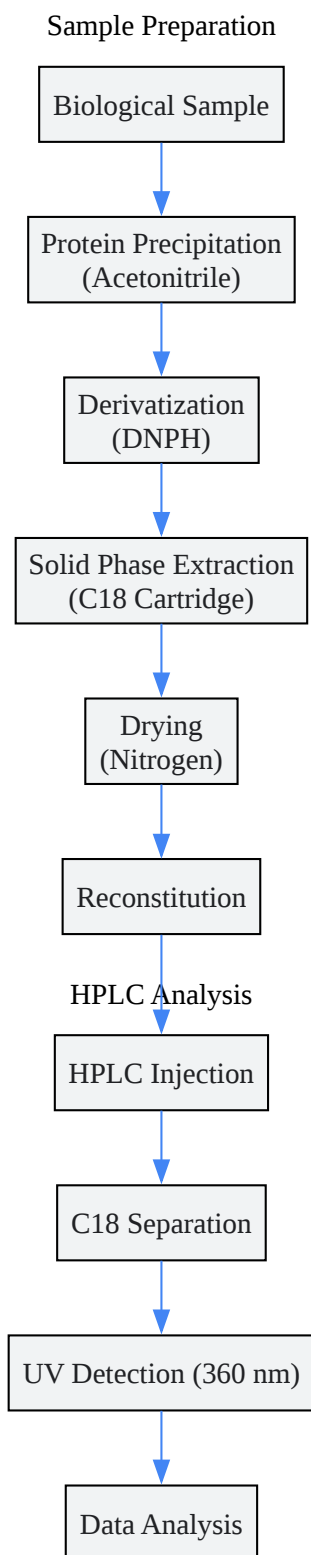 Sample Preparation
Biological Sample
Protein Precipitation
(Acetonitrile)
Derivatization
(DNPH)
Solid Phase Extraction
(C18 Cartridge)
Drying
(Nitrogen)
Reconstitution
HPLC Analysis
HPLC Injection
C18 Separation
UV Detection (360 nm)
Data Analysis